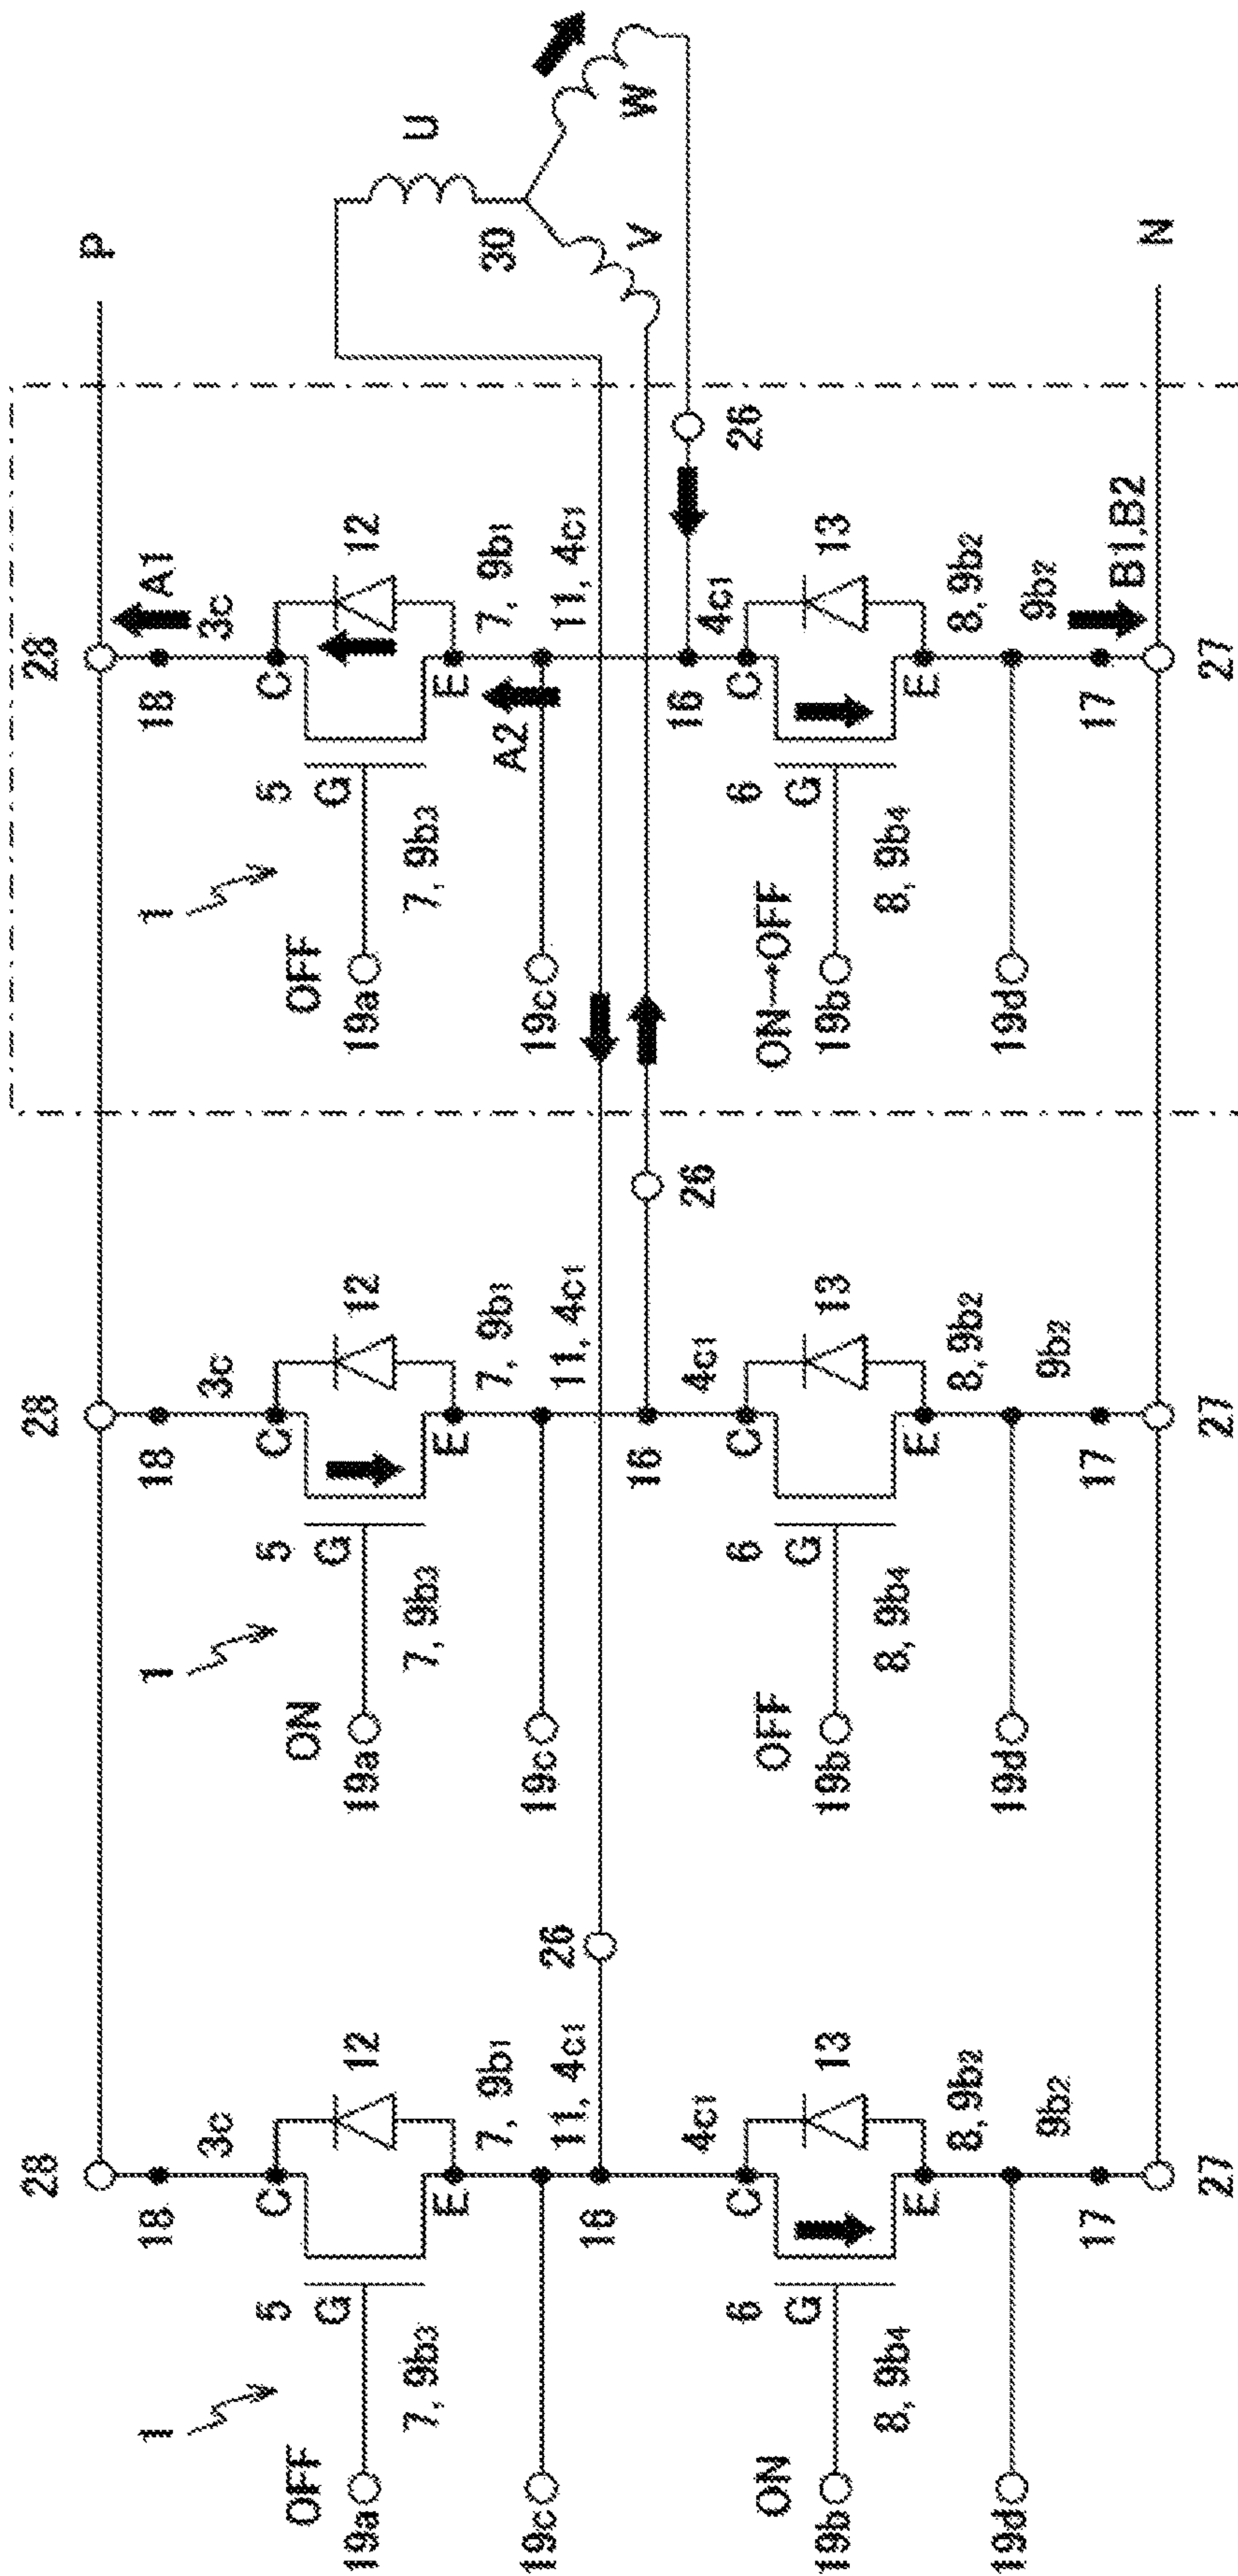 28
28
28
P
1
18
1
18
1
18
A1
3c
3c
3c
OFF
5
C
12
ON
5
C
12
OFF
5
C
12
U
19a
G
19a
G
19a
G
7, 9b3
7, 9b3
7, 9b3
E
7, 9b1
E
7, 9b1
E
7, 9b1
30
A2
19c
11, 4c1
19c
11, 4c1
19c
11, 4c1
16
26
16
26
16
26
V
W
4c1
4c1
4c1
ON
6
C
OFF
6
C
ON→OFF
6
C
19b
G
13
19b
G
13
19b
G
13
8, 9b4
8, 9b4
8, 9b4
E
8, 9b2
E
8, 9b2
E
8, 9b2
19d
9b2
19d
9b2
19d
9b2
17
17
17
B1,B2
N
27
27
27